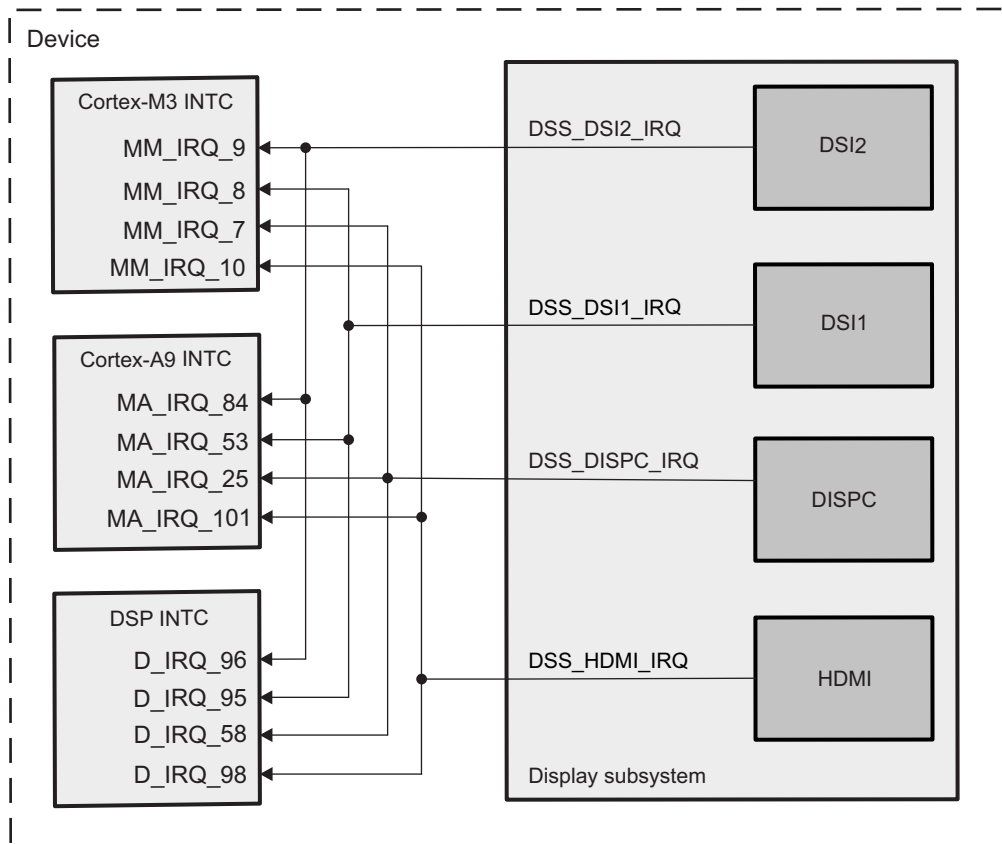 Device
Cortex-M3 INTC
MM_IRQ_9
MM_IRQ_8
MM_IRQ_7
MM_IRQ_10
Cortex-A9 INTC
MA_IRQ_84
MA_IRQ_53
MA_IRQ_25
MA_IRQ_101
DSP INTC
D_IRQ_96
D_IRQ_95
D_IRQ_58
D_IRQ_98
DSS_DSI2_IRQ
DSI2
DSS_DSI1_IRQ
DSI1
DSS_DISPC_IRQ
DISPC
DSS_HDMI_IRQ
HDMI
Display subsystem